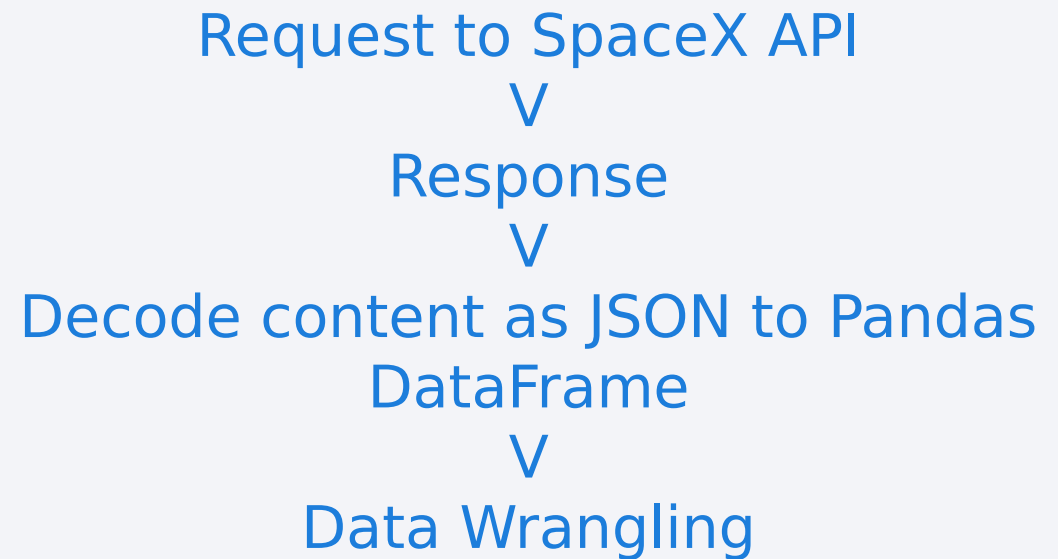 Request to SpaceX API
V
Response
V
Decode content as JSON to Pandas
DataFrame
V
Data Wrangling